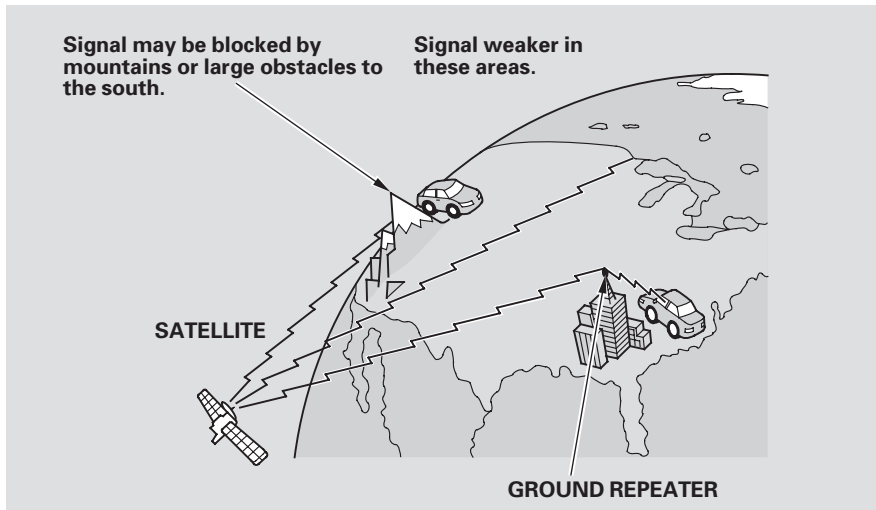 Signal may be blocked by
mountains or large obstacles to
the south.
Signal weaker in
these areas.
SATELLITE
GROUND REPEATER